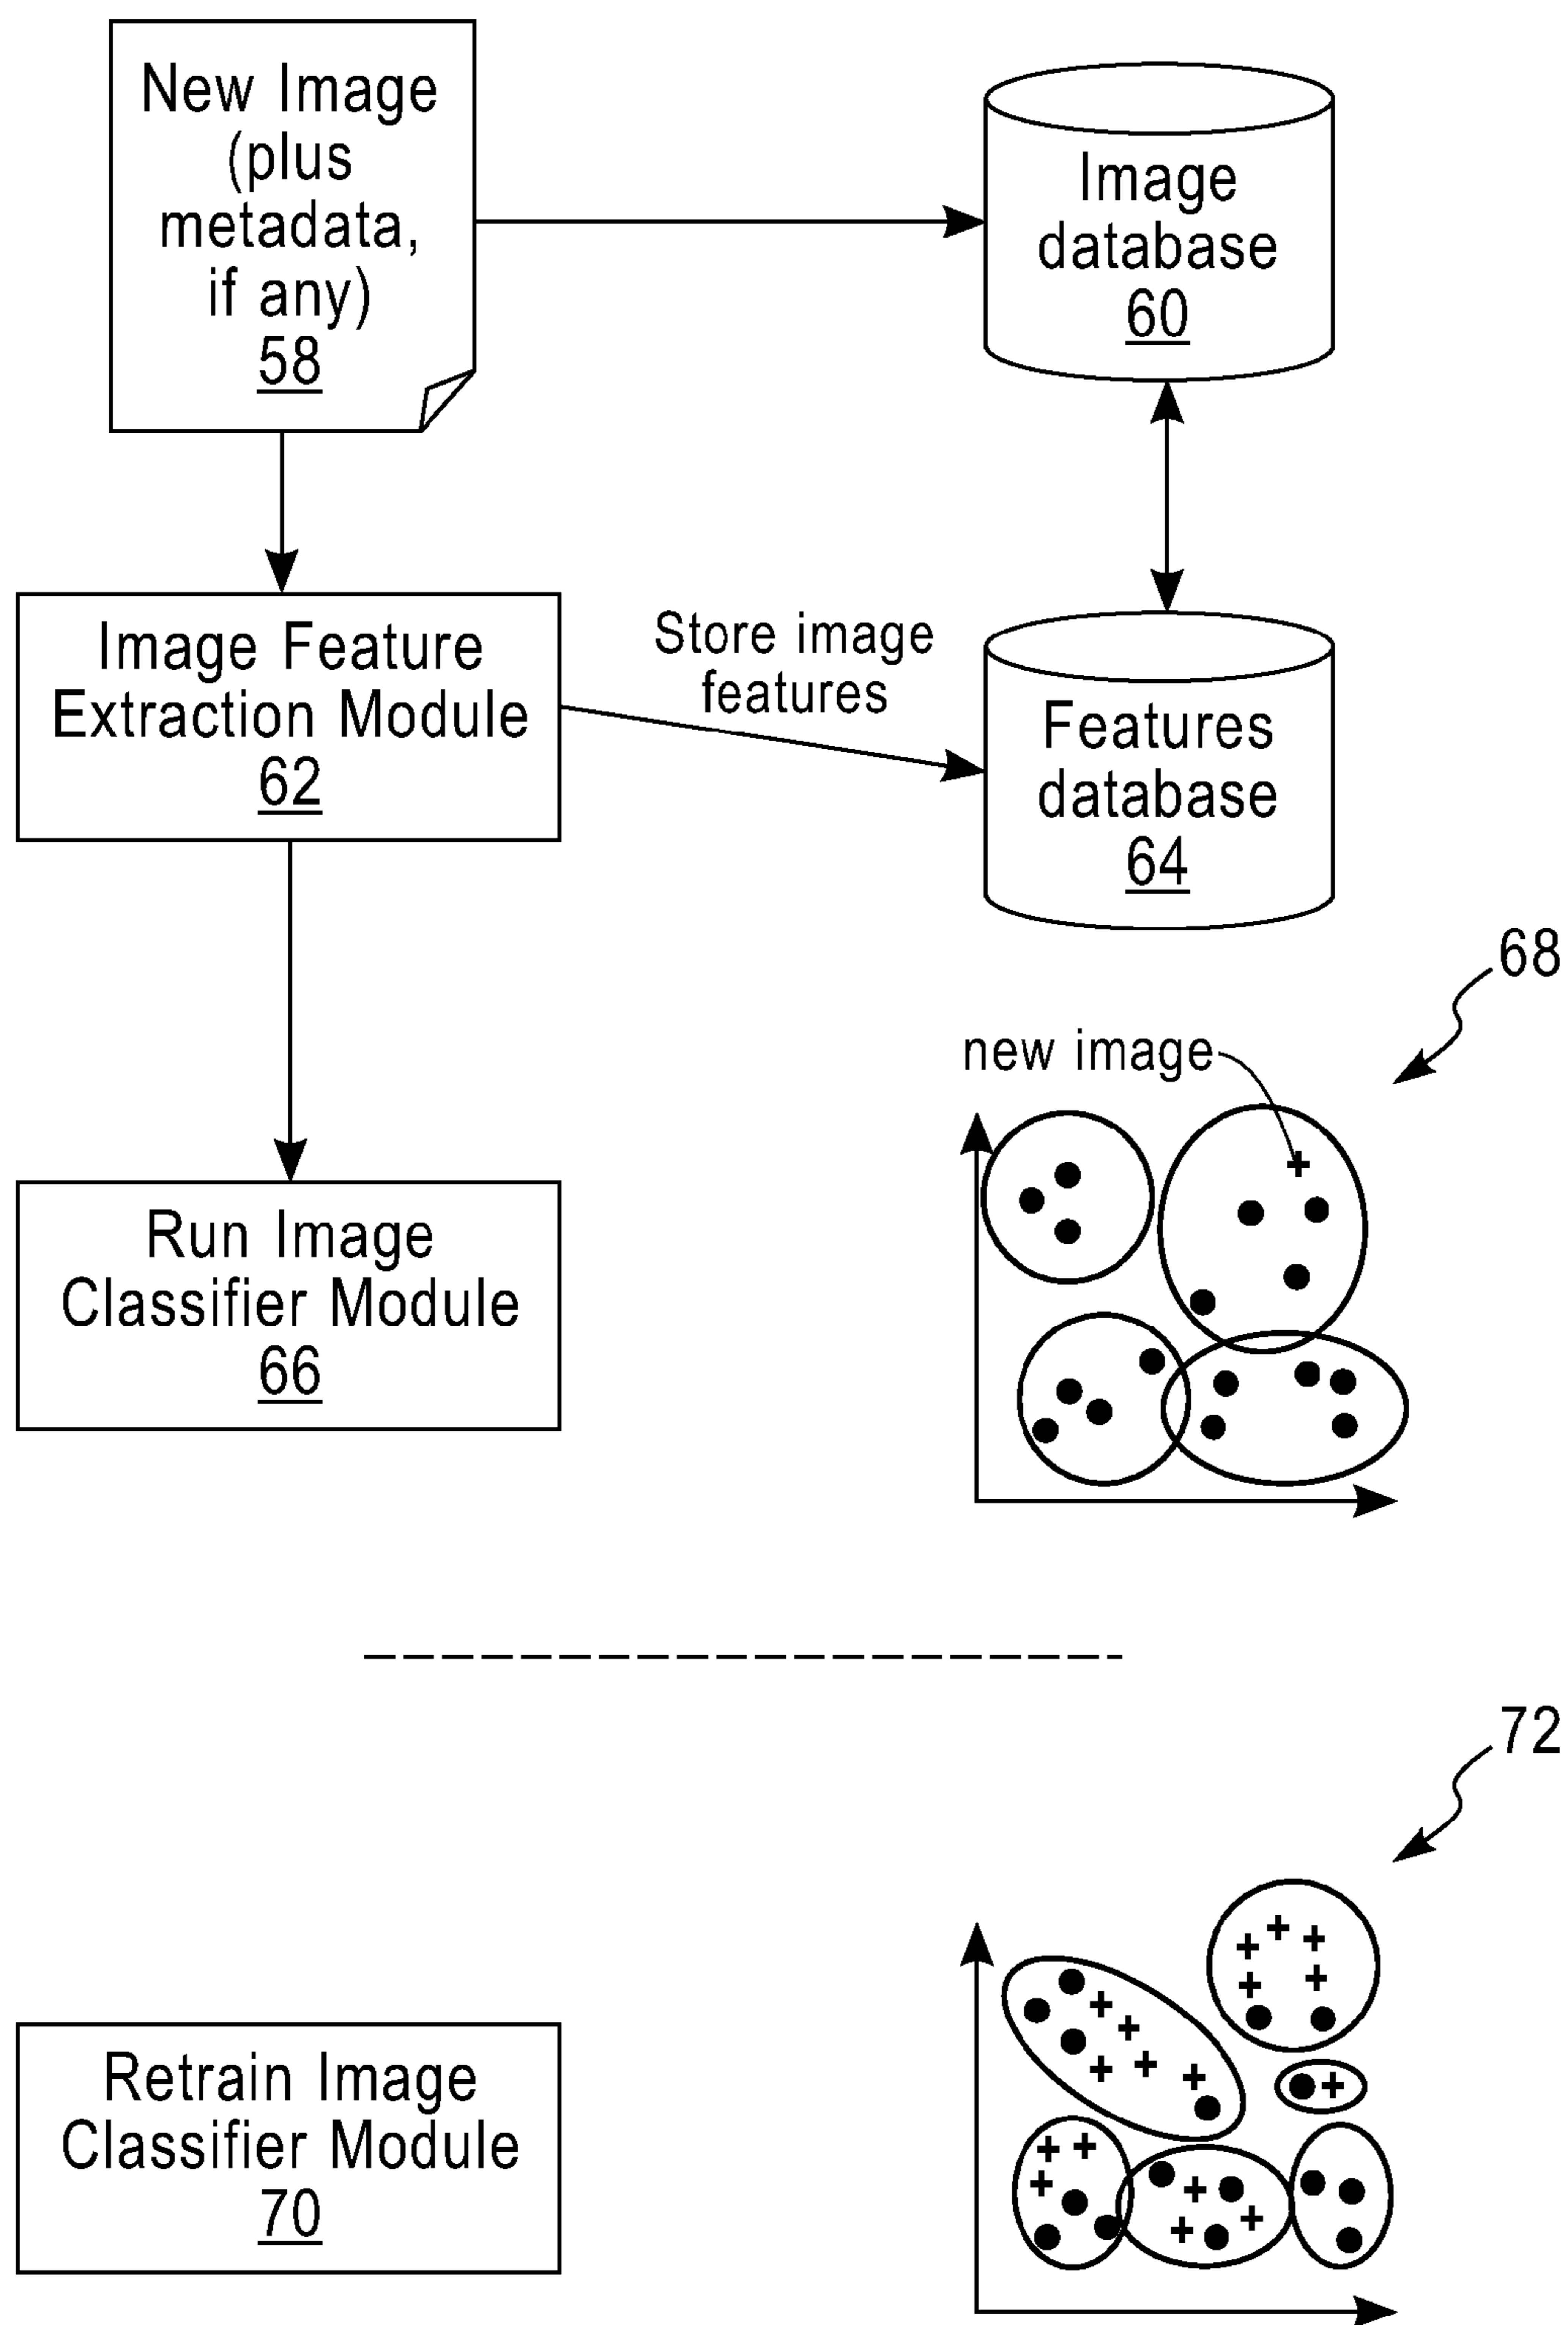 New Image
(plus
metadata,
if any)
58
Image
database
60
Image Feature
Extraction Module
62
Store image
features
Features
database
64
68
new image
Run Image
Classifier Module
66
72
Retrain Image
Classifier Module
70